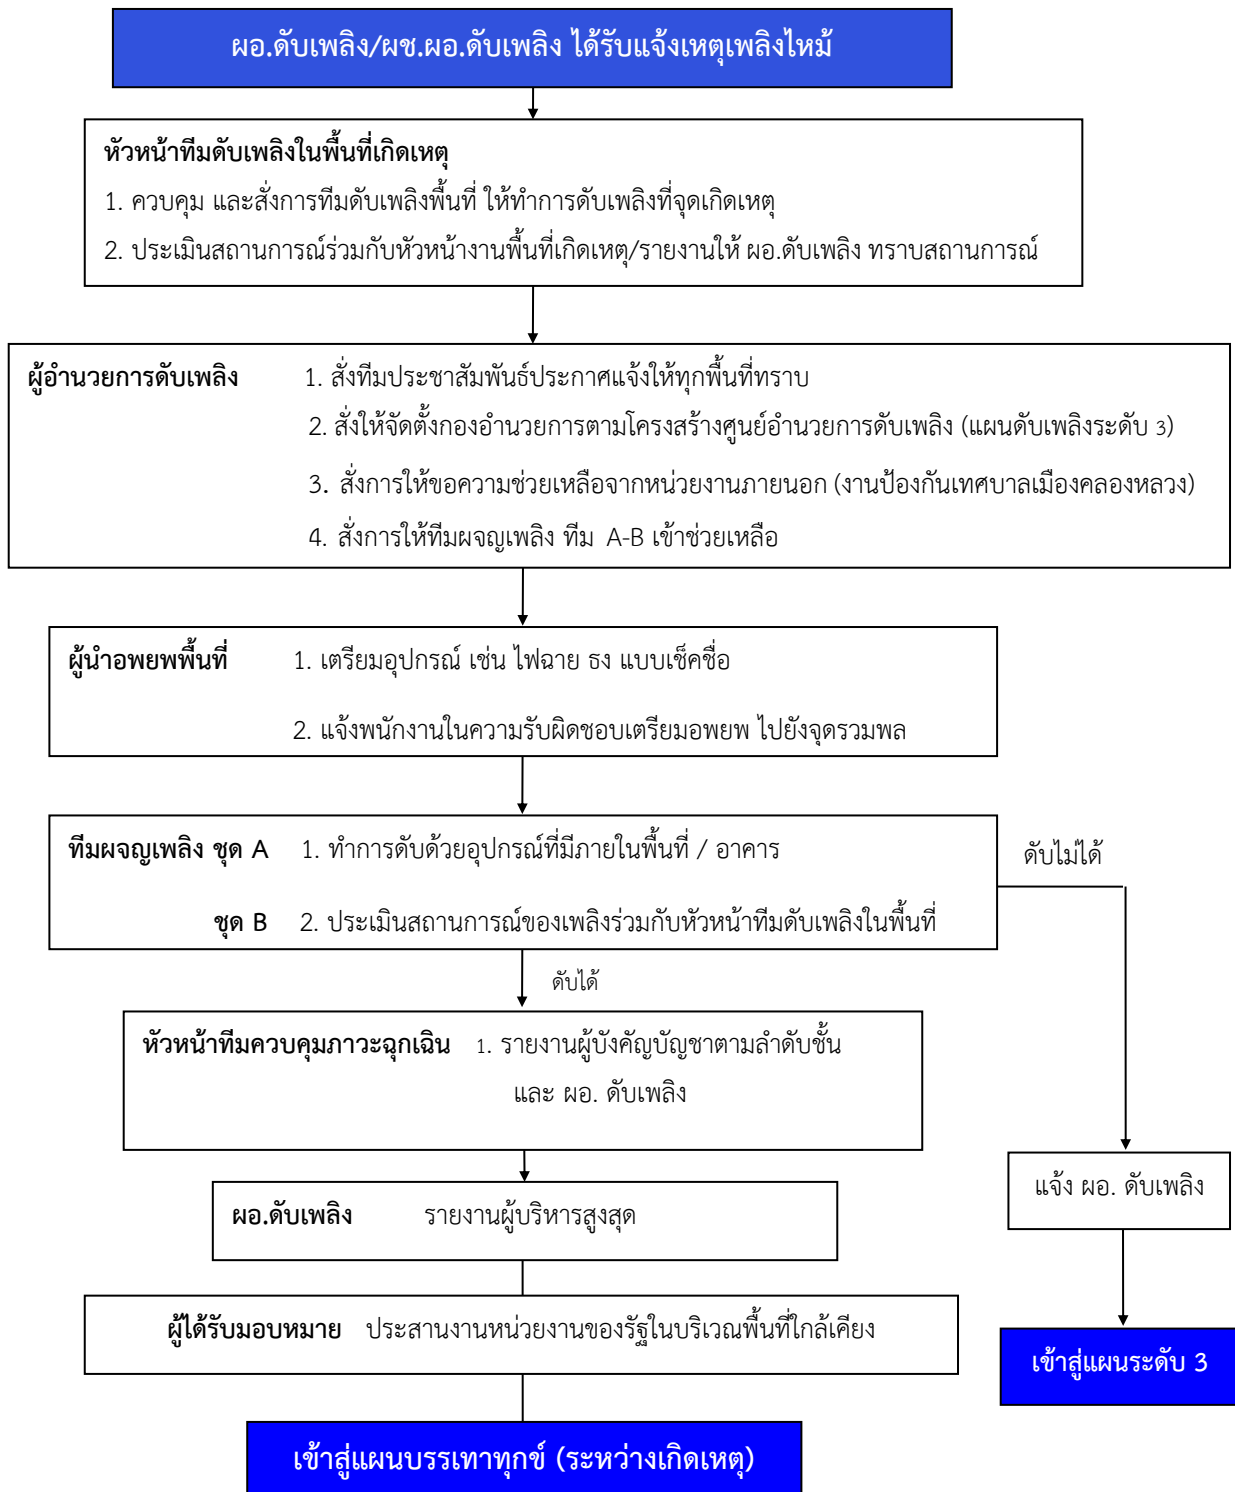 ผอ.ดับเพลิง/ผช.ผอ.ดับเพลิง ได้รับแจ้งเหตุเพลิงไหม้
หัวหน้าทีมดับเพลิงในพื้นที่เกิดเหตุ
1. ควบคุม และสั่งการทีมดับเพลิงพื้นที่ ให้ทำการดับเพลิงที่จุดเกิดเหตุ
2. ประเมินสถานการณ์ร่วมกับหัวหน้างานพื้นที่เกิดเหตุ/รายงานให้ ผอ.ดับเพลิง ทราบสถานการณ์
ผู้อำนวยการดับเพลิง 1. สั่งทีมประชาสัมพันธ์ประกาศแจ้งให้ทุกพื้นที่ทราบ
2. สั่งให้จัดตั้งกองอำนวยการตามโครงสร้างศูนย์อำนวยการดับเพลิง (แผนดับเพลิงระดับ 3)
3. สั่งการให้ขอความช่วยเหลือจากหน่วยงานภายนอก (งานป้องกันเทศบาลเมืองคลองหลวง)
4. สั่งการให้ทีมผจญเพลิง ทีม A-B เข้าช่วยเหลือ
ผู้นำอพยพพื้นที่ 1. เตรียมอุปกรณ์ เช่น ไฟฉาย ธง แบบเช็คชื่อ
2. แจ้งพนักงานในความรับผิดชอบเตรียมอพยพ ไปยังจุดรวมพล
ทีมผจญเพลิง ชุด A 1. ทำการดับด้วยอุปกรณ์ที่มีภายในพื้นที่ / อาคาร
ชุด B 2. ประเมินสถานการณ์ของเพลิงร่วมกับหัวหน้าทีมดับเพลิงในพื้นที่
ดับไม่ได้
ดับได้
หัวหน้าทีมควบคุมภาวะฉุกเฉิน 1. รายงานผู้บังคัญบัญชาตามลำดับชั้น
และ ผอ. ดับเพลิง
แจ้ง ผอ. ดับเพลิง
ผอ.ดับเพลิง รายงานผู้บริหารสูงสุด
ผู้ได้รับมอบหมาย ประสานงานหน่วยงานของรัฐในบริเวณพื้นที่ใกล้เคียง
เข้าสู่แผนระดับ 3
เข้าสู่แผนบรรเทาทุกข์ (ระหว่างเกิดเหตุ)